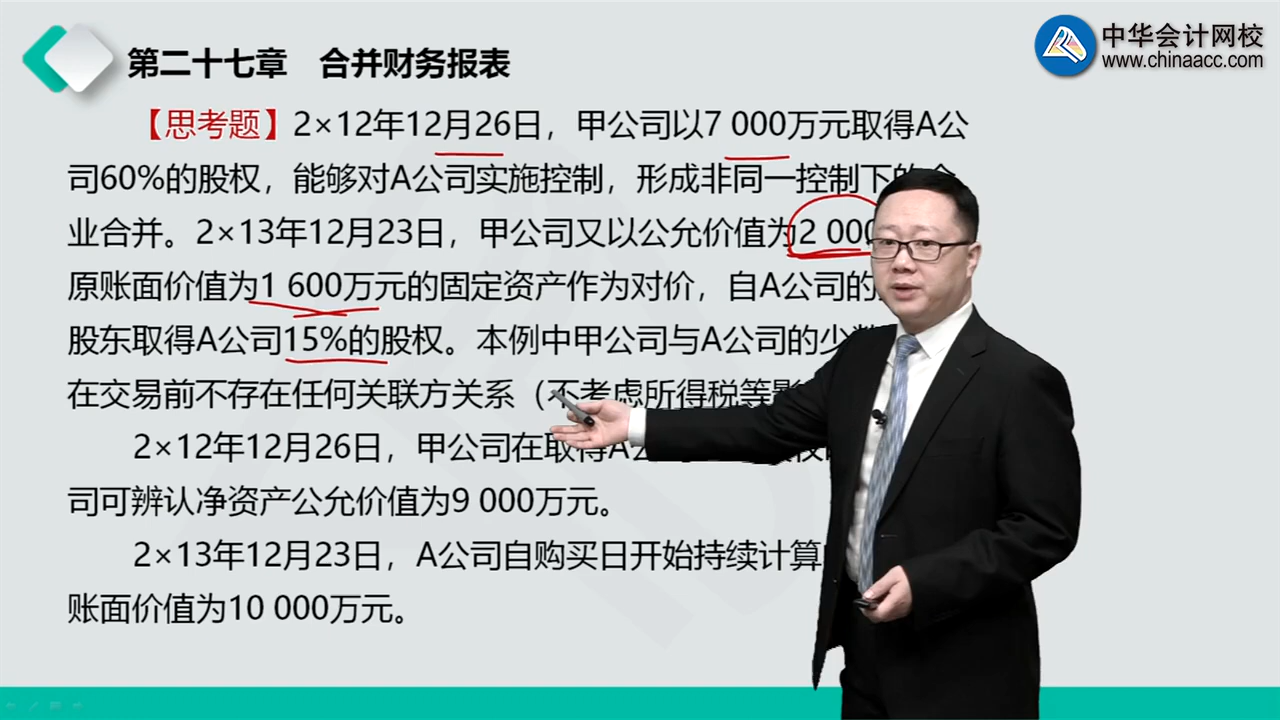 第二十七章　合并财务报表
中华会计网校
www.chinaacc.com
【思考题】2×12年12月26日，甲公司以7 000万元取得A公
司60%的股权，能够对A公司实施控制，形成非同一控制下的企
业合并。2×13年12月23日，甲公司又以公允价值为2 000
原账面价值为1 600万元的固定资产作为对价，自A公司的
股东取得A公司15%的股权。本例中甲公司与A公司的少数
在交易前不存在任何关联方关系（不考虑所得税等影
2×12年12月26日，甲公司在取得A公
司可辨认净资产公允价值为9 000万元。
2×13年12月23日，A公司自购买日开始持续计算
账面价值为10 000万元。